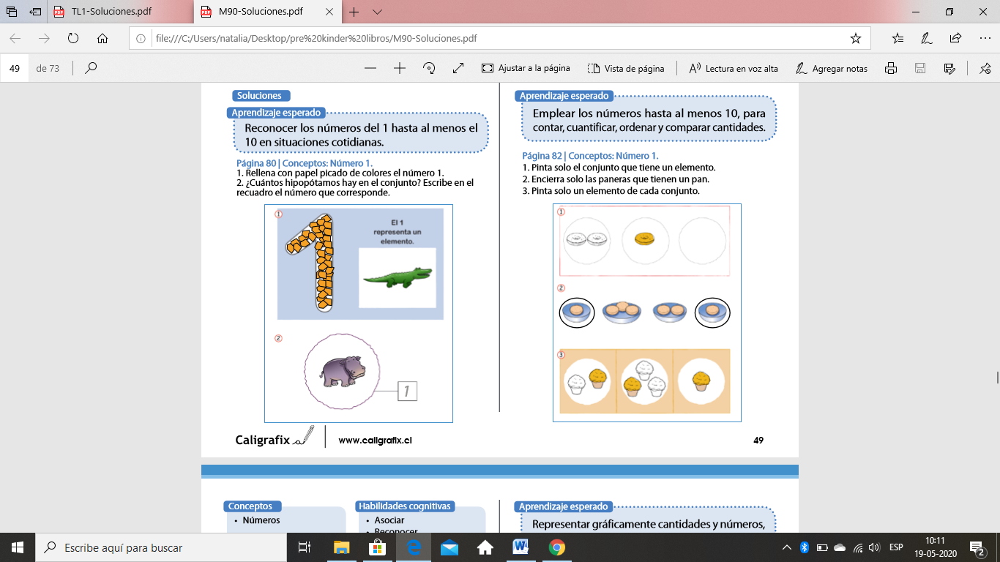 TL1-Soluciones.pdf
M90-Soluciones.pdf
file:///C:/Users/natalia/Desktop/pre%20kinder%20libros/M90-Soluciones.pdf
49 de 73
Ajustar a la página
Vista de página
Lectura en voz alta
Agregar notas
Soluciones
Aprendizaje esperado
Reconocer los números del 1 hasta al menos el
10 en situaciones cotidianas.
Página 80 | Conceptos: Número 1.
1. Rellena con papel picado de colores el número 1.
2. ¿Cuántos hipopótamos hay en el conjunto? Escribe en el
recuadro el número que corresponde.
1
1
El 1
representa un
elemento.
2
1
Aprendizaje esperado
Emplear los números hasta al menos 10, para
contar, cuantificar, ordenar y comparar cantidades.
Página 82 | Conceptos: Número 1.
1. Pinta solo el conjunto que tiene un elemento.
2. Encierra solo las paneras que tienen un pan.
3. Pinta solo un elemento de cada conjunto.
1
2
3
Caligrafix
www.caligrafix.cl
49
Conceptos
• Números
Habilidades cognitivas
• Asociar
• Reconocer
Aprendizaje esperado
Representar gráficamente cantidades y números,
Escribe aquí para buscar
ESP
10:11
19-05-2020
2